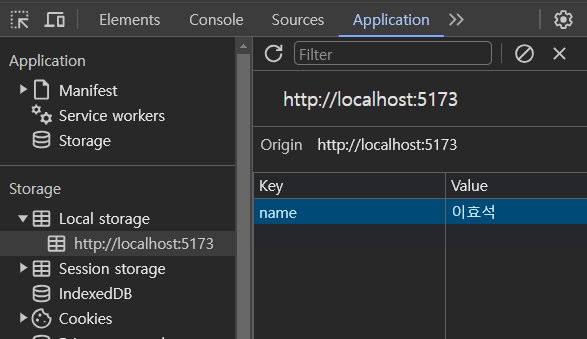 Elements Console Sources Application
Application
Manifest
Service workers
Storage
Storage
Local storage
http://localhost:5173
Session storage
IndexedDB
Cookies
Filter
http://localhost:5173
Origin http://localhost:5173
Key Value
name 이효석